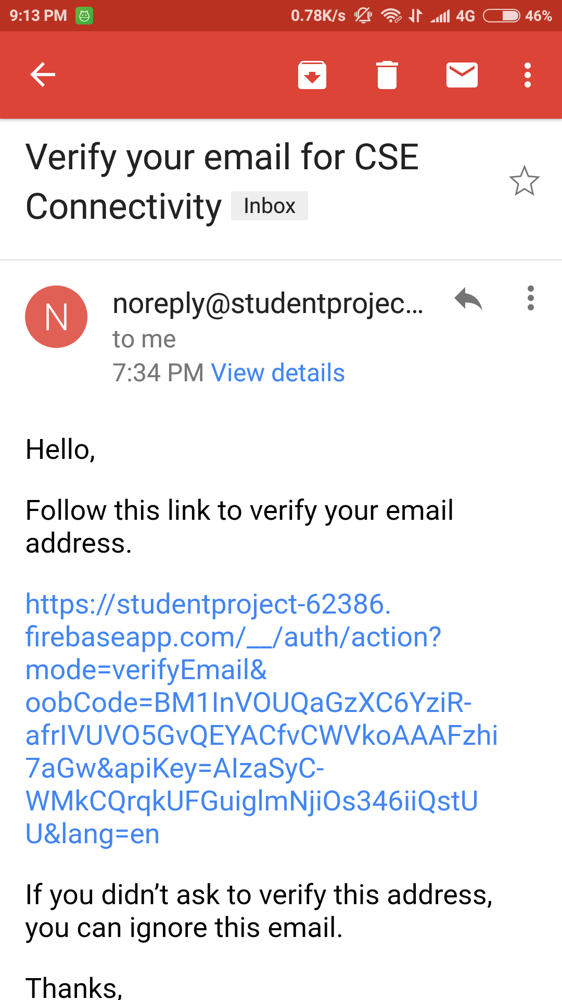 9:13 PM 0.78K/s 4G 46%
Verify your email for CSE
Connectivity Inbox
N noreply@studentprojec...
to me
7:34 PM View details
Hello,
Follow this link to verify your email
address.
https://studentproject-62386.
firebaseapp.com/__/auth/action?
mode=verifyEmail&
oobCode=BM1InVOUQaGzXC6YziR-
afrIVUVO5GvQEYACfvCWVkoAAAFzhi
7aGw&apiKey=AIzaSyC-
WMkCQrqkUFGuiglmNjiOs346iiQstU
U&lang=en
If you didn’t ask to verify this address,
you can ignore this email.
Thanks,